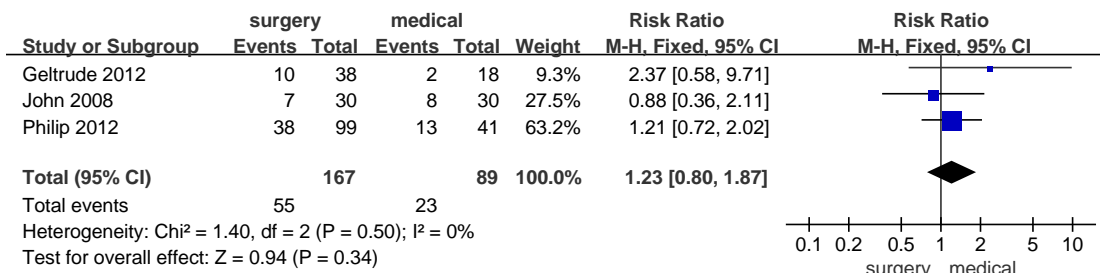 surgery medical Risk Ratio Risk Ratio
Study or Subgroup Events Total Events Total Weight M-H, Fixed, 95% CI M-H, Fixed, 95% CI
Geltrude 2012 10 38 2 18 9.3% 2.37 [0.58, 9.71]
John 2008 7 30 8 30 27.5% 0.88 [0.36, 2.11]
Philip 2012 38 99 13 41 63.2% 1.21 [0.72, 2.02]
Total (95% CI) 167 89 100.0% 1.23 [0.80, 1.87]
Total events 55 23
Heterogeneity: Chi² = 1.40, df = 2 (P = 0.50); I² = 0%
Test for overall effect: Z = 0.94 (P = 0.34)
0.1 0.2 0.5 1 2 5 10
surgery medical